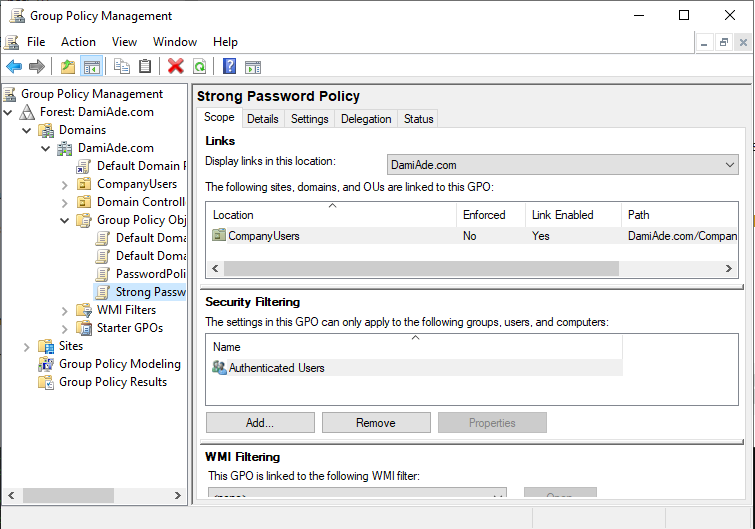 Group Policy Management
File Action View Window Help
Group Policy Management
Forest: DamiAde.com
Domains
DamiAde.com
Default Domain P
CompanyUsers
Domain Controll
Group Policy Obj
Default Doma
Default Doma
PasswordPoli
Strong Passw
WMI Filters
Starter GPOs
Sites
Group Policy Modeling
Group Policy Results
Strong Password Policy
Scope Details Settings Delegation Status
Links
Display links in this location: DamiAde.com
The following sites, domains, and OUs are linked to this GPO:
Location Enforced Link Enabled Path
CompanyUsers No Yes DamiAde.com/Compan
Security Filtering
The settings in this GPO can only apply to the following groups, users, and computers:
Name
Authenticated Users
Add... Remove Properties
WMI Filtering
This GPO is linked to the following WMI filter:
<none> Open